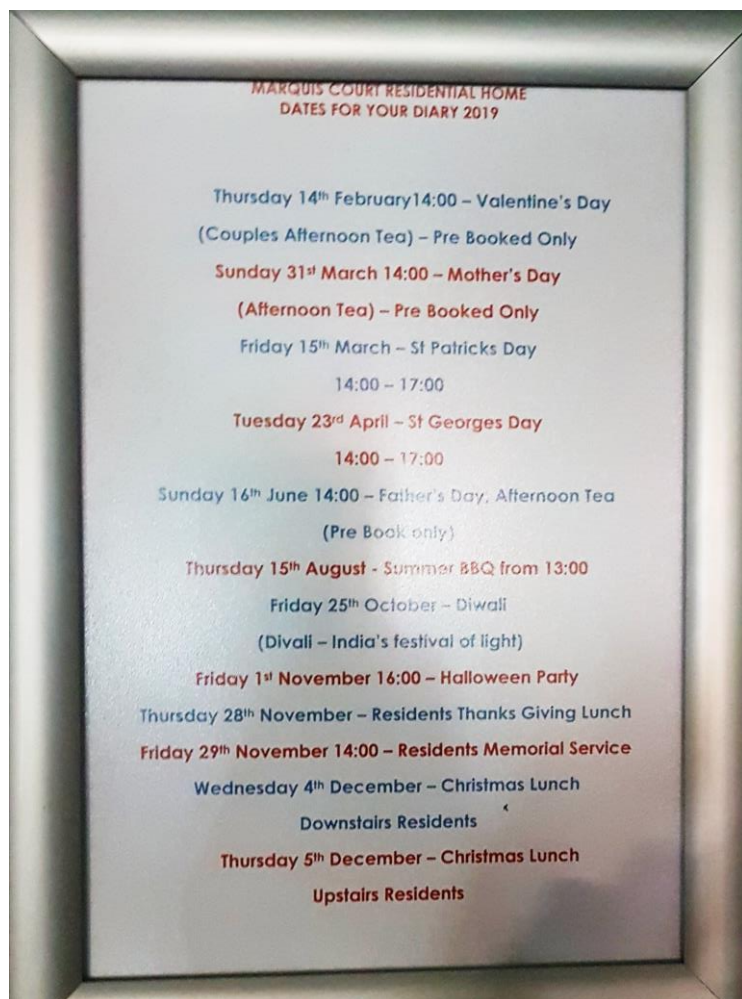 MARQUIS COURT RESIDENTIAL HOME
DATES FOR YOUR DIARY 2019
Thursday 14th February14:00 – Valentine's Day
(Couples Afternoon Tea) – Pre Booked Only
Sunday 31st March 14:00 – Mother's Day
(Afternoon Tea) – Pre Booked Only
Friday 15th March – St Patricks Day
14:00 – 17:00
Tuesday 23rd April – St Georges Day
14:00 – 17:00
Sunday 16th June 14:00 – Father's Day, Afternoon Tea
(Pre Book only)
Thursday 15th August - Summer BBQ from 13:00
Friday 25th October – Diwali
(Divali – India's festival of light)
Friday 1st November 16:00 – Halloween Party
Thursday 28th November – Residents Thanks Giving Lunch
Friday 29th November 14:00 – Residents Memorial Service
Wednesday 4th December – Christmas Lunch
Downstairs Residents
Thursday 5th December – Christmas Lunch
Upstairs Residents